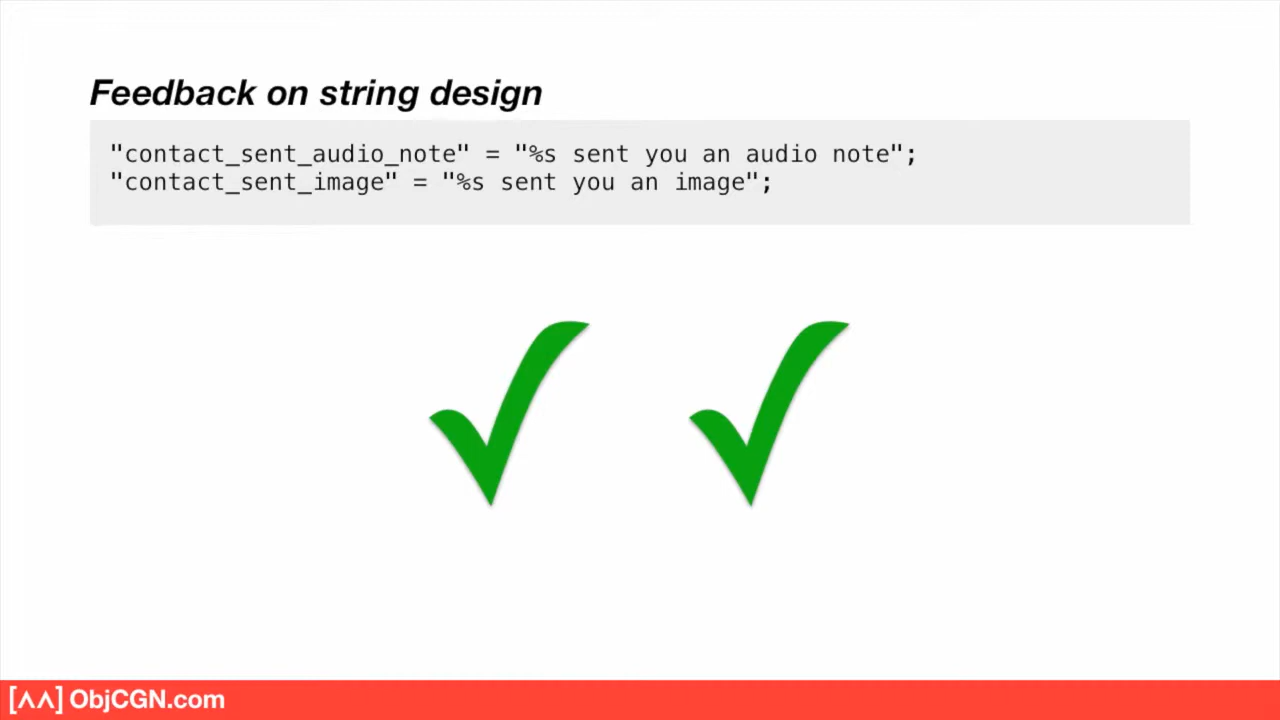 Feedback on string design
"contact_sent_audio_note" = "%s sent you an audio note";
"contact_sent_image" = "%s sent you an image";
[ʌʌ] ObjCGN.com